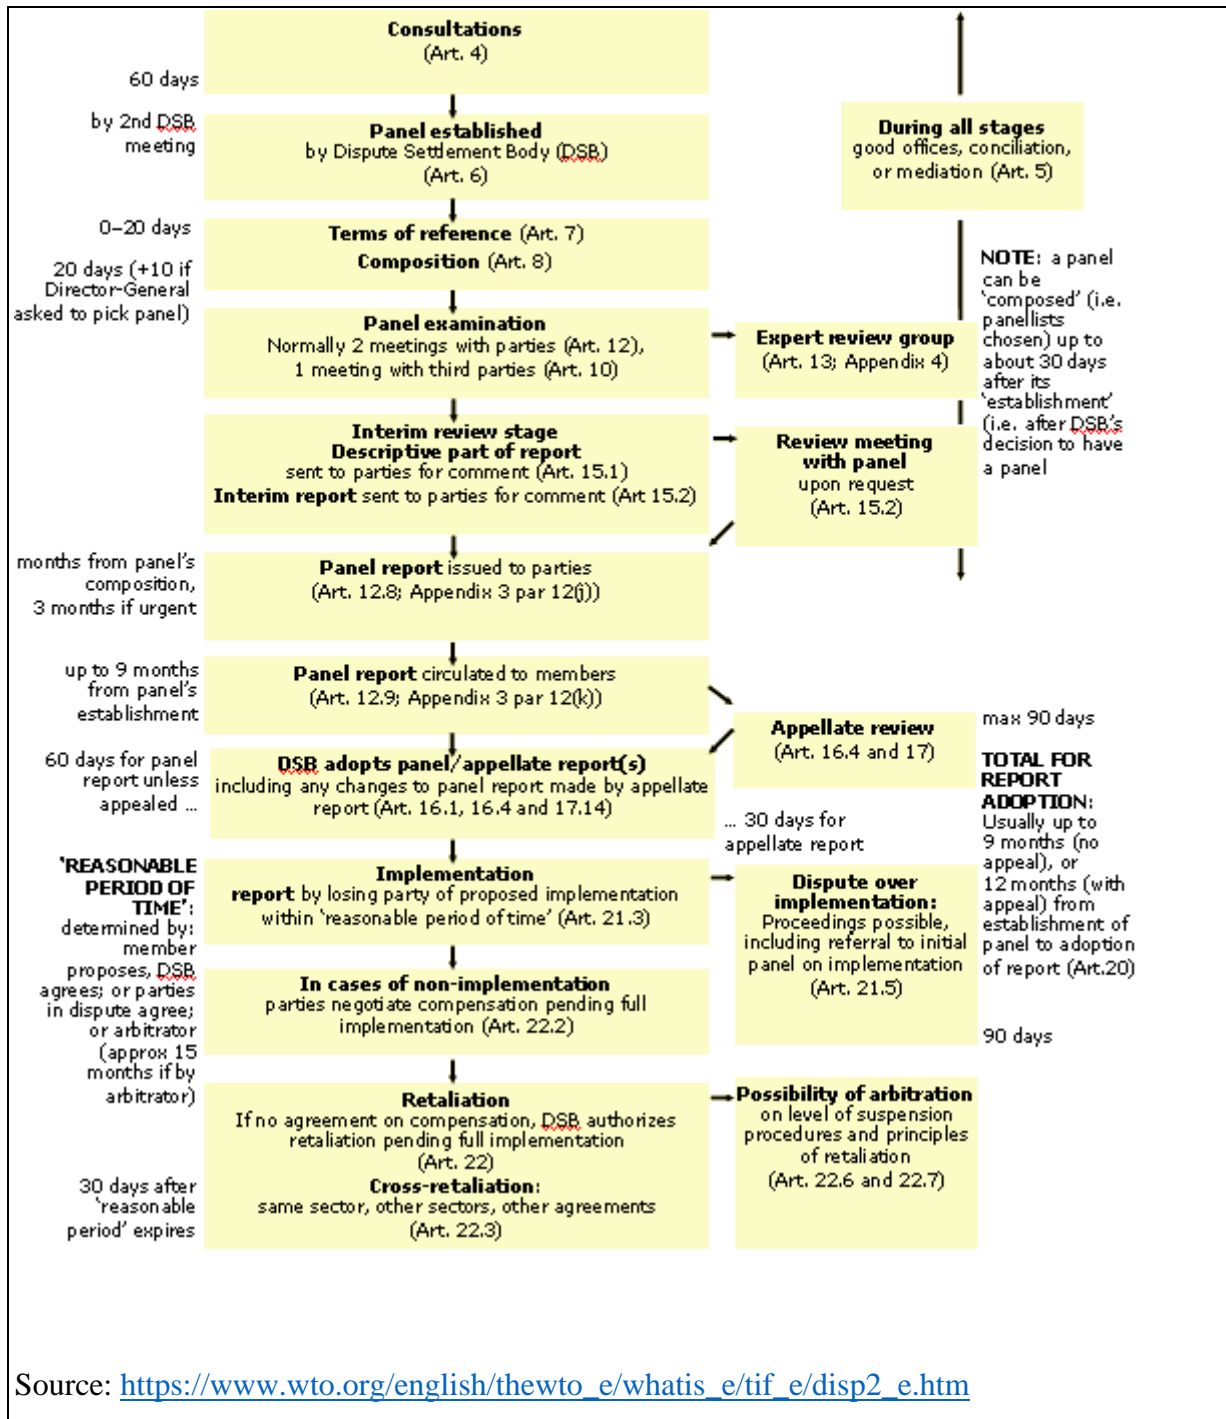 Consultations
(Art. 4)
60 days
by 2nd DSB
meeting
Panel established
by Dispute Settlement Body (DSB)
(Art. 6)
During all stages
good offices, conciliation,
or mediation (Art. 5)
0–20 days
Terms of reference (Art. 7)
Composition (Art. 8)
20 days (+10 if
Director-General
asked to pick panel)
NOTE: a panel
can be
‘composed’ (i.e.
panellists
chosen) up to
about 30 days
after its
‘establishment’
(i.e. after DSB’s
decision to have
a panel
Panel examination
Normally 2 meetings with parties (Art. 12),
1 meeting with third parties (Art. 10)
Expert review group
(Art. 13; Appendix 4)
Interim review stage
Descriptive part of report
sent to parties for comment (Art. 15.1)
Interim report sent to parties for comment (Art 15.2)
Review meeting
with panel
upon request
(Art. 15.2)
months from panel’s
composition,
3 months if urgent
Panel report issued to parties
(Art. 12.8; Appendix 3 par 12(j))
up to 9 months
from panel’s
establishment
Panel report circulated to members
(Art. 12.9; Appendix 3 par 12(k))
Appellate review
(Art. 16.4 and 17)
max 90 days
60 days for panel
report unless
appealed ...
DSB adopts panel/appellate report(s)
including any changes to panel report made by appellate
report (Art. 16.1, 16.4 and 17.14)
... 30 days for
appellate report
TOTAL FOR
REPORT
ADOPTION:
Usually up to
9 months (no
appeal), or
12 months (with
appeal) from
establishment of
panel to adoption
of report (Art.20)
‘REASONABLE
PERIOD OF
TIME’:
determined by:
member
proposes, DSB
agrees; or parties
in dispute agree;
or arbitrator
(approx 15
months if by
arbitrator)
Implementation
report by losing party of proposed implementation
within ‘reasonable period of time’ (Art. 21.3)
Dispute over
implementation:
Proceedings possible,
including referral to initial
panel on implementation
(Art. 21.5)
In cases of non-implementation
parties negotiate compensation pending full
implementation (Art. 22.2)
90 days
Retaliation
If no agreement on compensation, DSB authorizes
retaliation pending full implementation
(Art. 22)
Cross-retaliation:
same sector, other sectors, other agreements
(Art. 22.3)
Possibility of arbitration
on level of suspension
procedures and principles
of retaliation
(Art. 22.6 and 22.7)
30 days after
‘reasonable
period’ expires
Source: https://www.wto.org/english/thewto_e/whatis_e/tif_e/disp2_e.htm